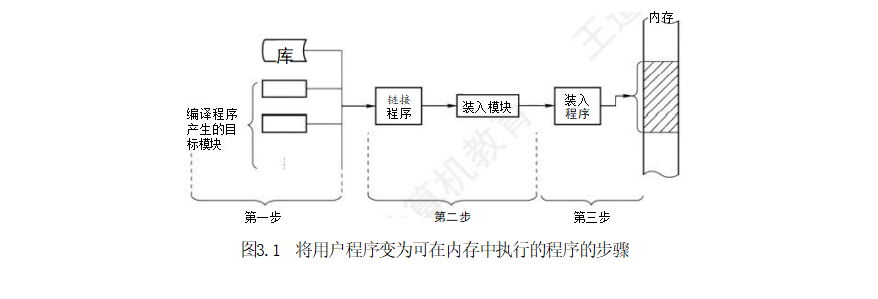 内存
库
编译程序
产生的目
标模块
链接
程序
装入模块
装入
程序
第一步
第二步
第三步
图3.1 将用户程序变为可在内存中执行的程序的步骤
算机教育
王道